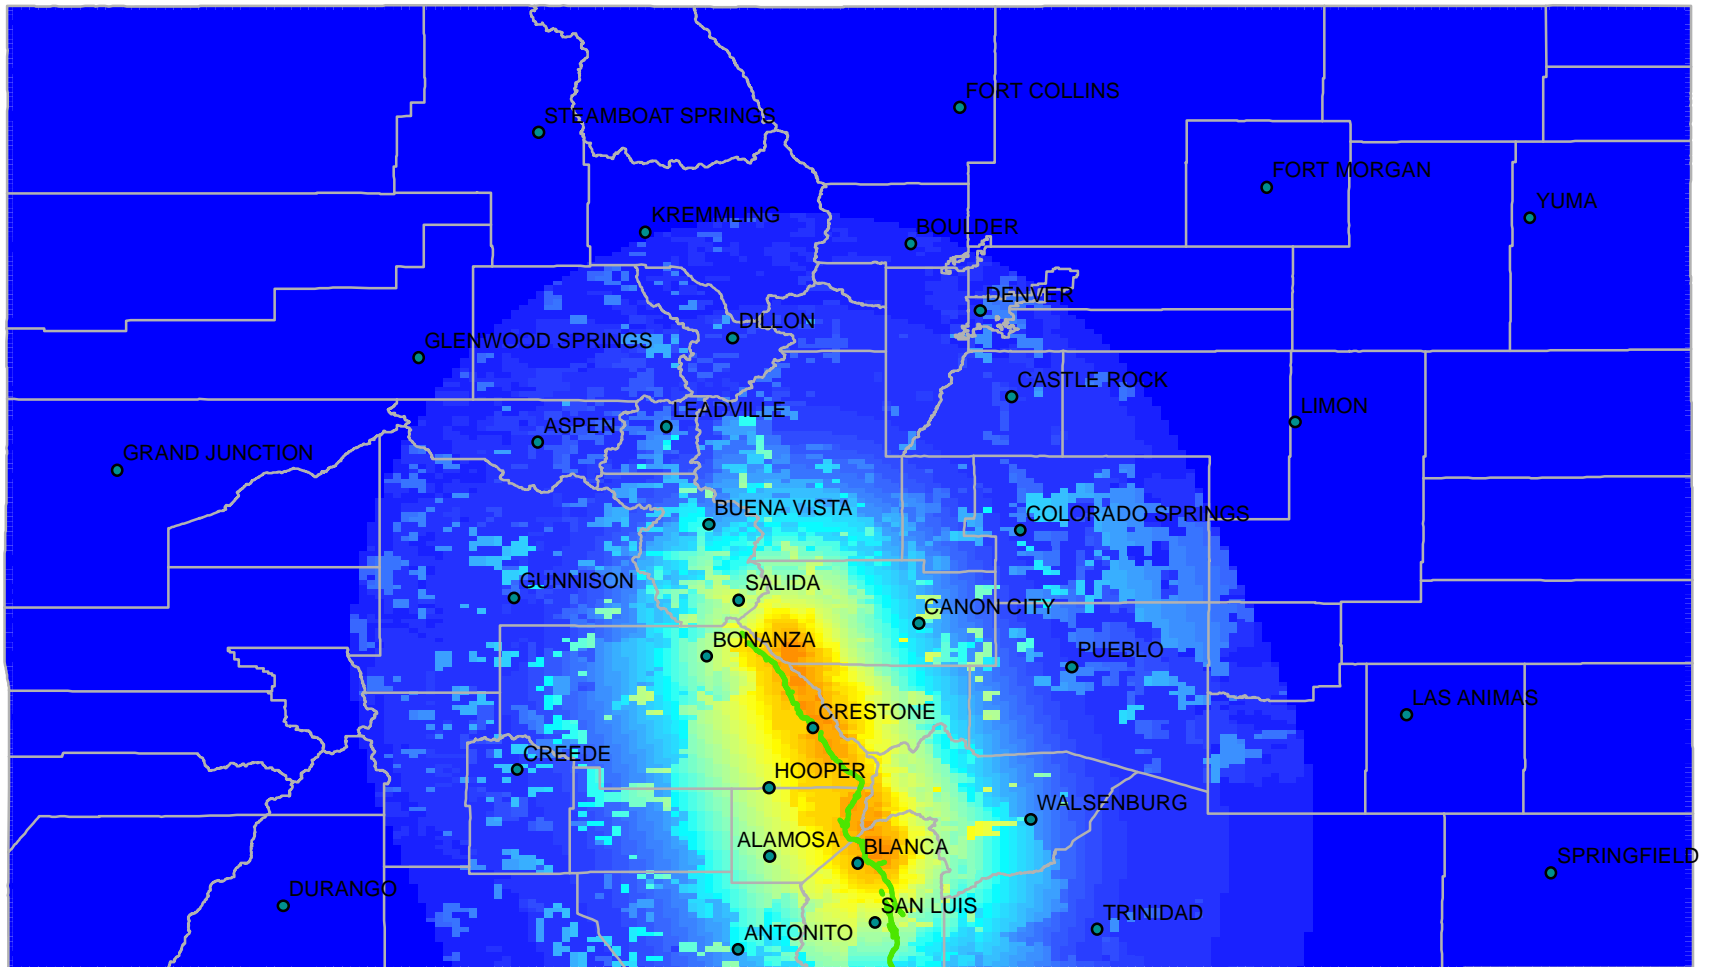 FORT COLLINS
STEAMBOAT SPRINGS
FORT MORGAN
YUMA
KREMMLING
BOULDER
DENVER
DILLON
GLENWOOD SPRINGS
CASTLE ROCK
LIMON
LEADVILLE
ASPEN
GRAND JUNCTION
BUENA VISTA
COLORADO SPRINGS
GUNNISON
SALIDA
CANON CITY
BONANZA
PUEBLO
LAS ANIMAS
CRESTONE
CREEDE
HOOPER
WALSENBURG
ALAMOSA
BLANCA
SPRINGFIELD
DURANGO
SAN LUIS
TRINIDAD
ANTONITO